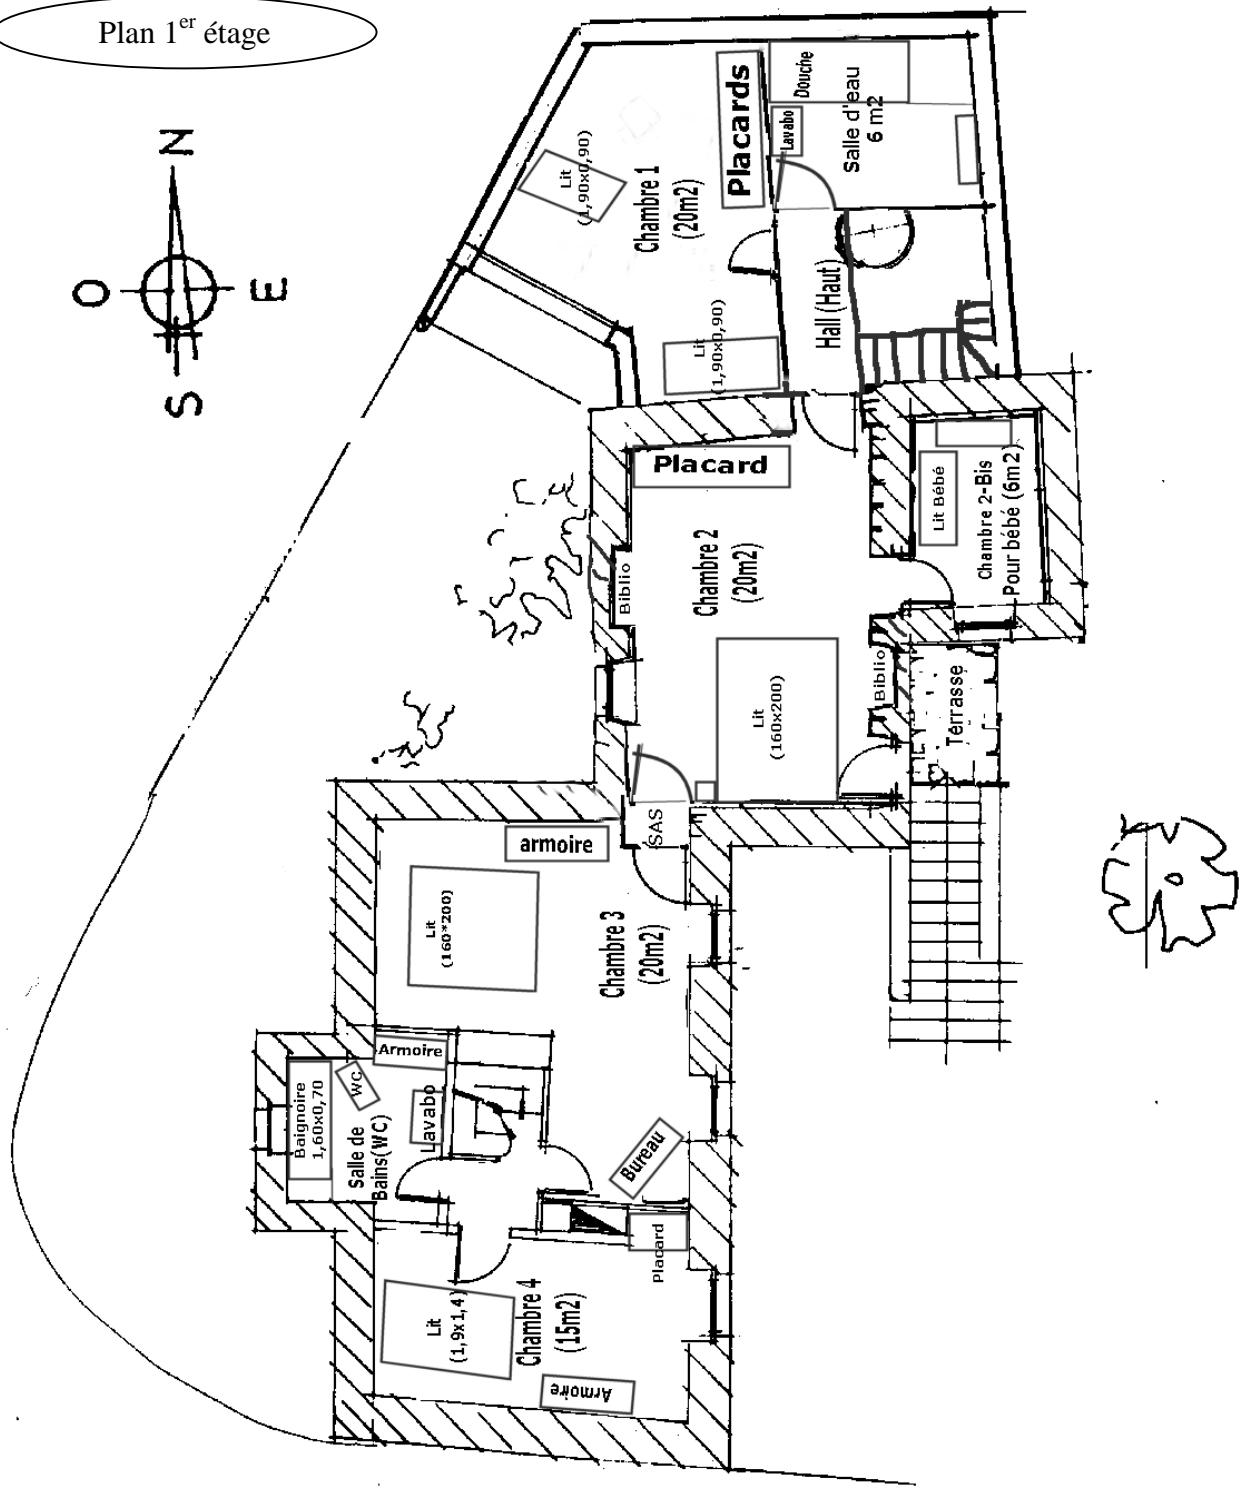 Plan 1er étage
N
O
E
S
Placards
Douche
Lavabo
Salle d'eau
6 m2
Lit
(1,90x0,90)
Chambre 1
(20m2)
Hall (Haut)
Lit
(1,90x0,90)
Placard
Lit Bébé
Chambre 2-Bis
Pour bébé (6m2)
Chambre 2
(20m2)
Biblio
Biblio
Lit
(160x200)
Terrasse
SAS
armoire
Lit
(160*200)
Chambre 3
(20m2)
Armoire
WC
Baignoire
1,60x0,70
Lavabo
Salle de
Bains(WC)
Bureau
Placard
Lit
(1,9x1,4)
Chambre 4
(15m2)
Armoire